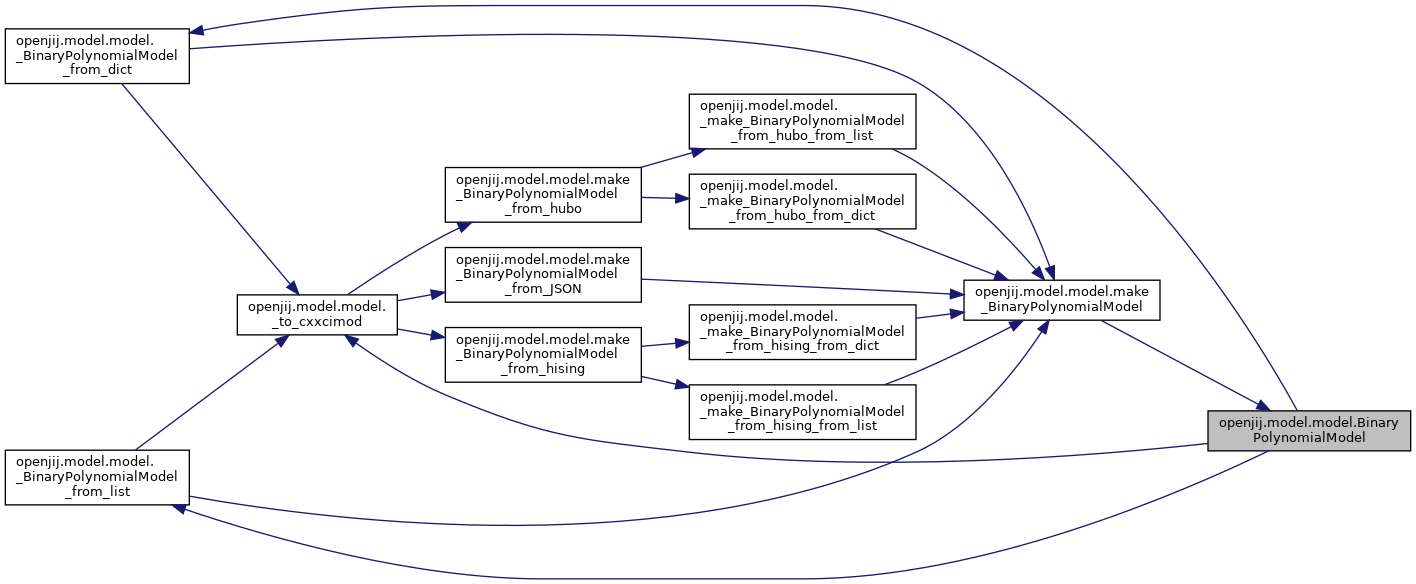 openjij.model.model.
_BinaryPolynomialModel
_from_dict
openjij.model.model.
_make_BinaryPolynomialModel
_from_hubo_from_list
openjij.model.model.make
_BinaryPolynomialModel
_from_hubo
openjij.model.model.
_make_BinaryPolynomialModel
_from_hubo_from_dict
openjij.model.model.make
_BinaryPolynomialModel
_from_JSON
openjij.model.model.make
_BinaryPolynomialModel
openjij.model.model.
_to_cxxcimod
openjij.model.model.
_make_BinaryPolynomialModel
_from_hising_from_dict
openjij.model.model.make
_BinaryPolynomialModel
_from_hising
openjij.model.model.
_make_BinaryPolynomialModel
_from_hising_from_list
openjij.model.model.Binary
PolynomialModel
openjij.model.model.
_BinaryPolynomialModel
_from_list